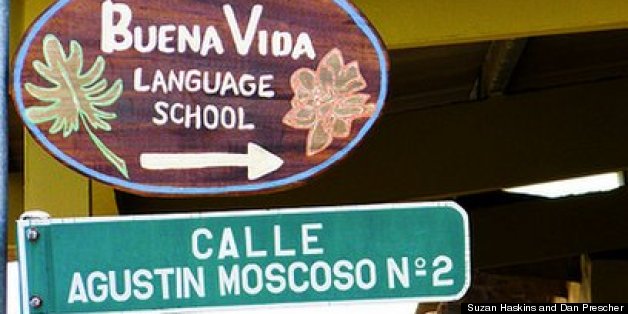 BUENA VIDA
LANGUAGE
SCHOOL
CALLE
AGUSTIN MOSCOSO Nº2
Suzan Haskins and Dan Prescher